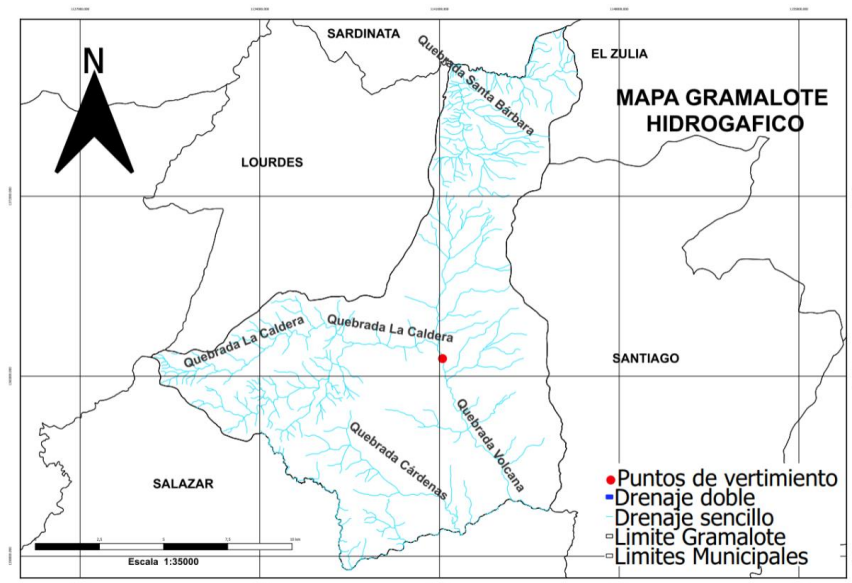 SARDINATA
EL ZULIA
Quebrada Santa Bárbara
N
MAPA GRAMALOTE
HIDROGAFICO
LOURDES
Quebrada La Caldera
Quebrada La Caldera
SANTIAGO
Quebrada Volcana
Quebrada Cárdenas
SALAZAR
Puntos de vertimiento
Drenaje doble
Drenaje sencillo
Limite Gramalote
Limites Municipales
Escala 1:35000